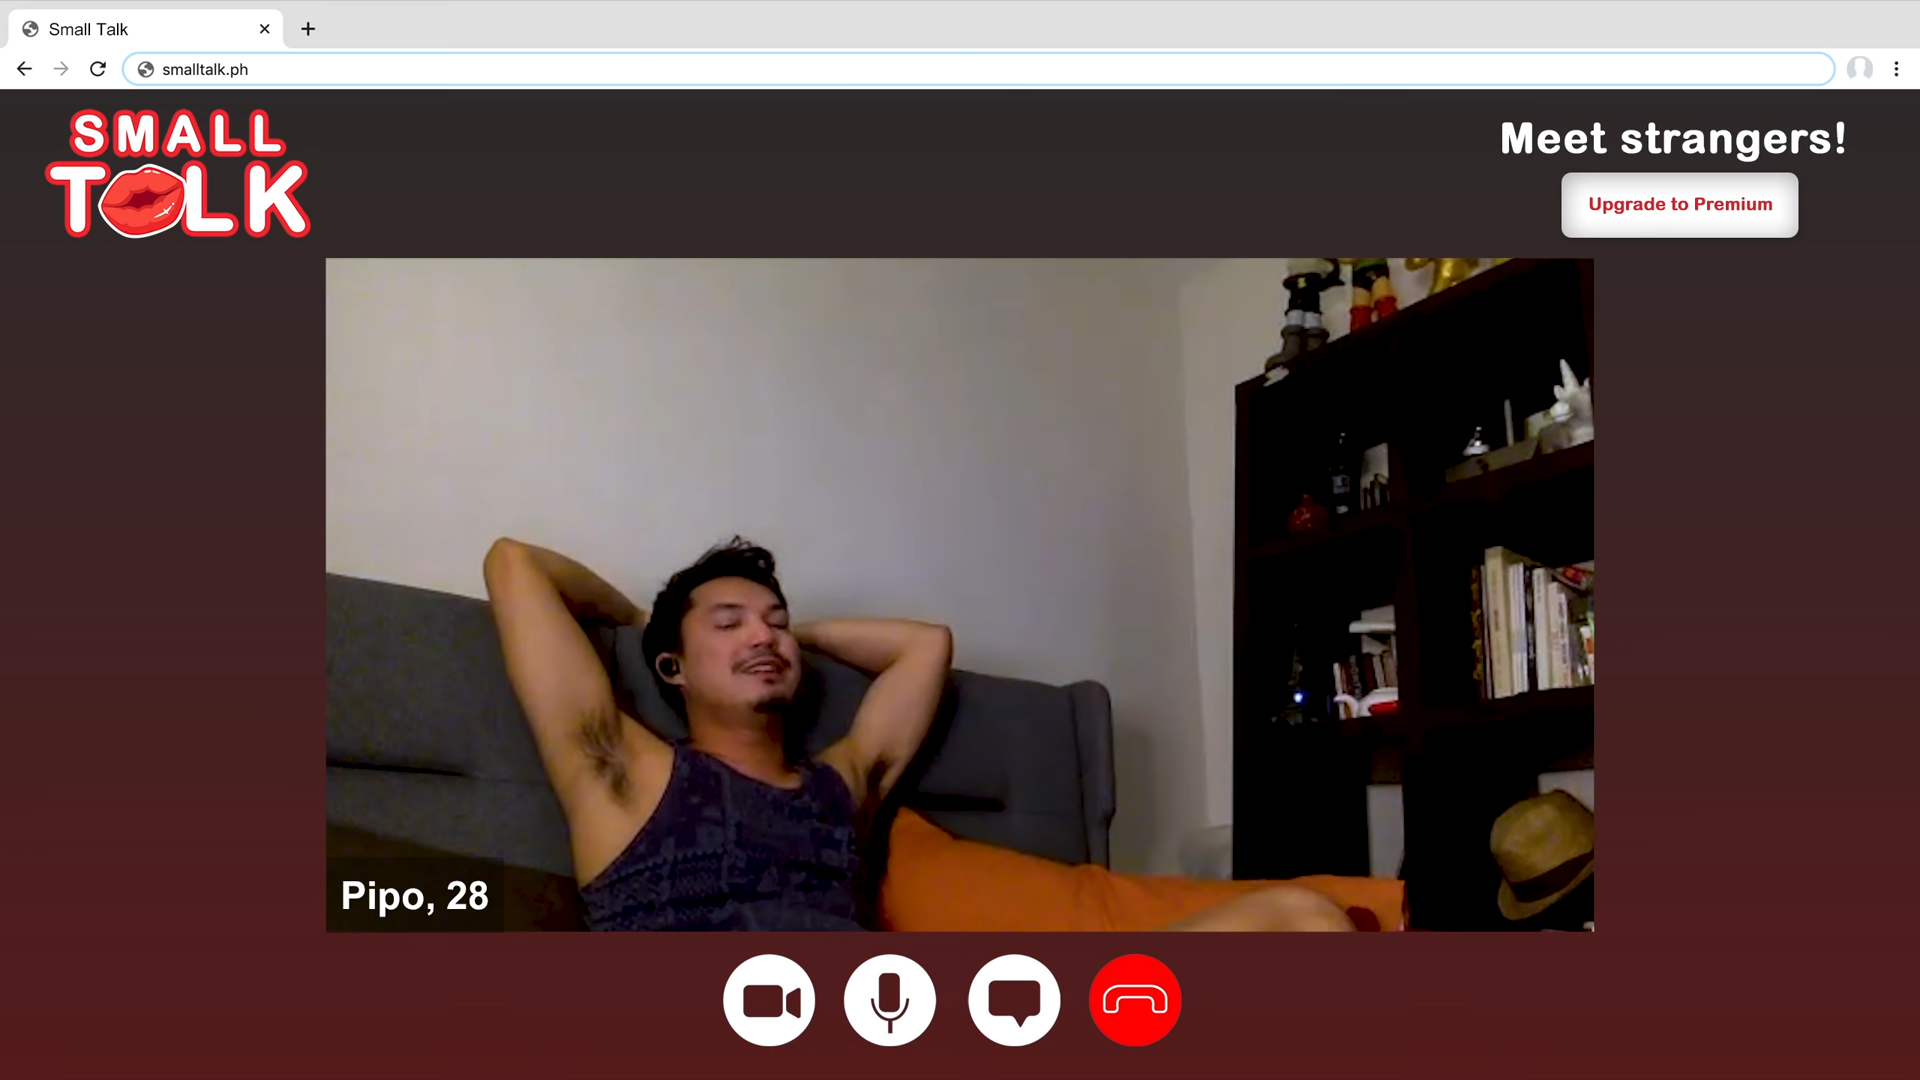 Small Talk
smalltalk.ph
SMALL
TALK
Meet strangers!
Upgrade to Premium
Pipo, 28